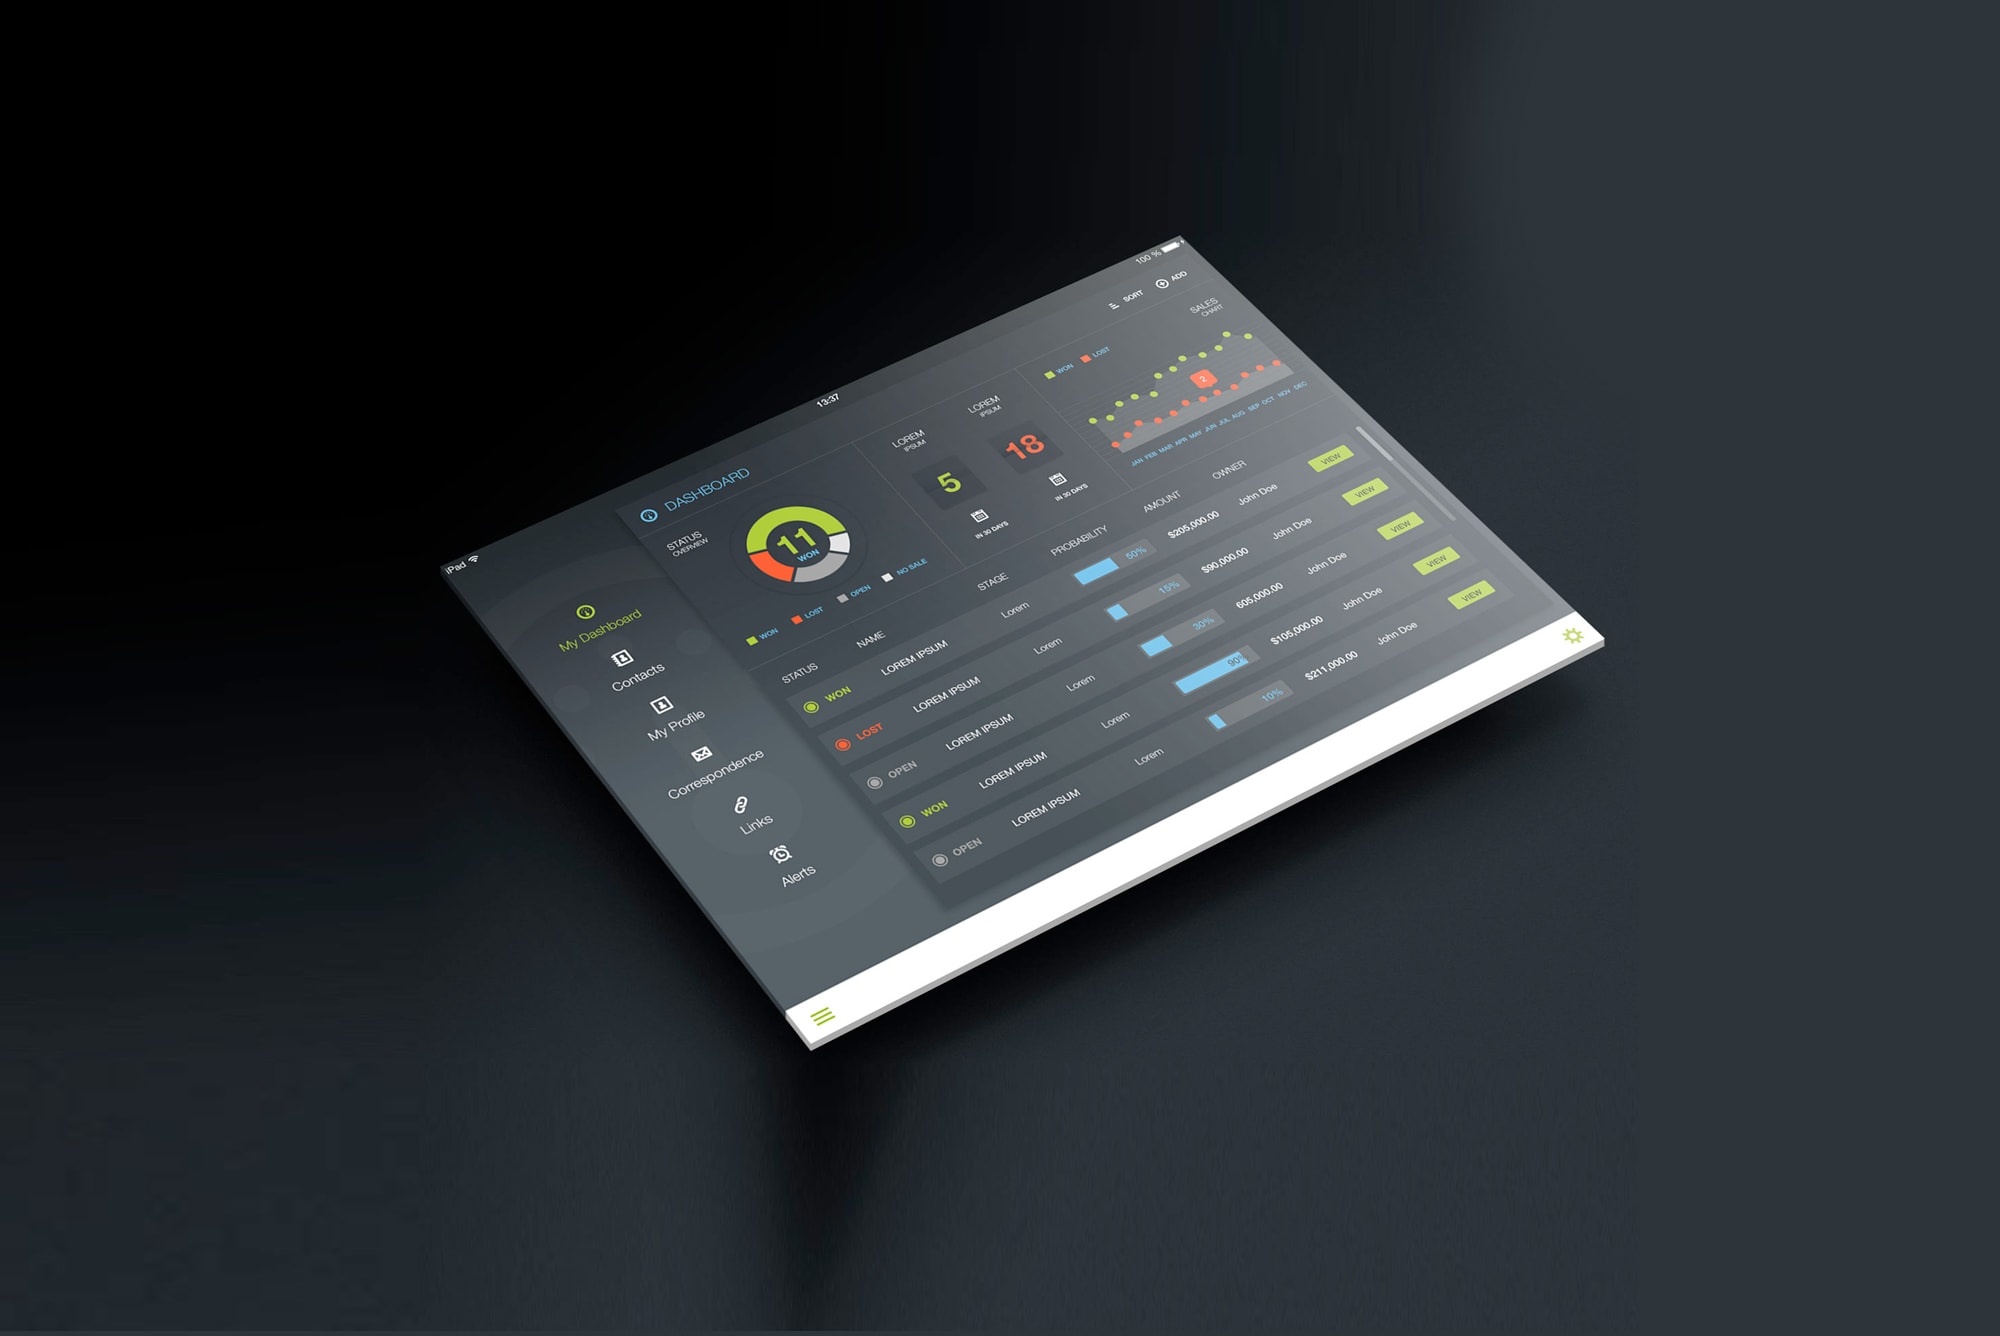 iPad
13:37
100 %
My Dashboard
Contacts
My Profile
Correspondence
Links
Alerts
DASHBOARD
SORT
ADD
STATUS
OVERVIEW
11
WON
WON
LOST
OPEN
NO SALE
LOREM
IPSUM
5
IN 30 DAYS
LOREM
IPSUM
18
IN 30 DAYS
SALES
CHART
WON
LOST
2
JAN FEB MAR APR MAY JUN JUL AUG SEP OCT NOV DEC
STATUS NAME STAGE PROBABILITY AMOUNT OWNER
WON LOREM IPSUM Lorem 50% $205,000.00 John Doe VIEW
LOST LOREM IPSUM Lorem 15% $90,000.00 John Doe VIEW
OPEN LOREM IPSUM Lorem 30% 605,000.00 John Doe VIEW
WON LOREM IPSUM Lorem 90% $105,000.00 John Doe VIEW
OPEN LOREM IPSUM Lorem 10% $211,000.00 John Doe VIEW